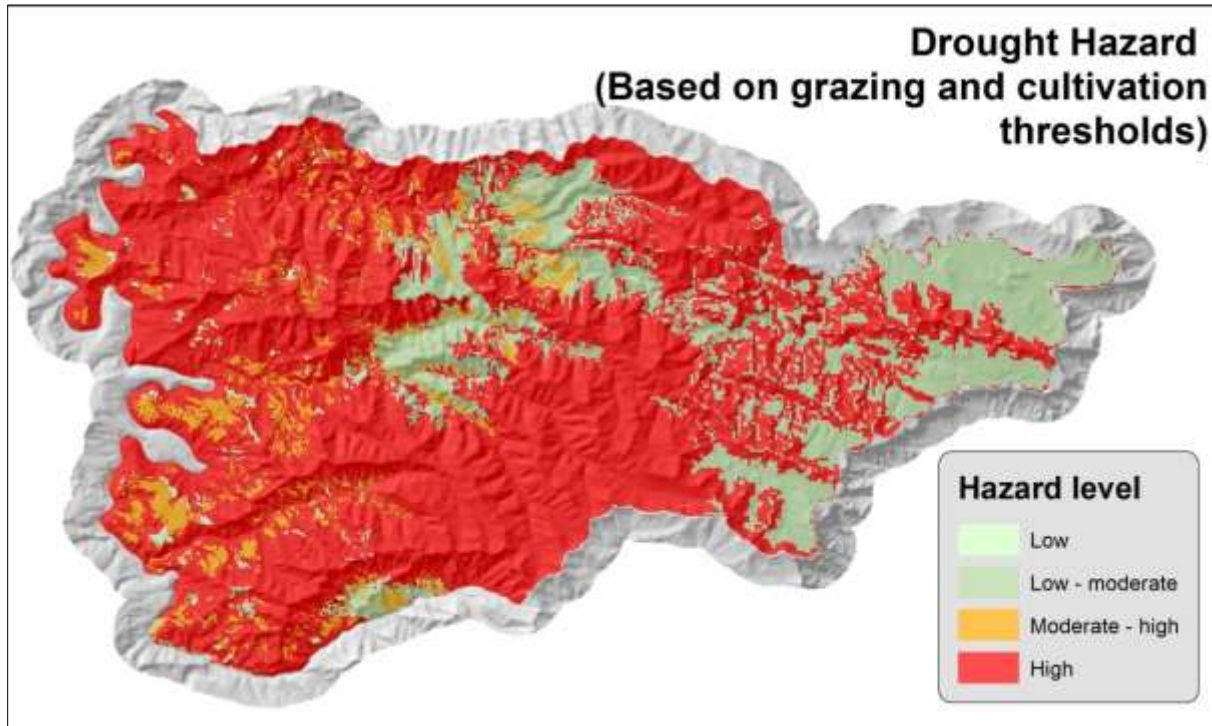 Drought Hazard
(Based on grazing and cultivation
thresholds)
Hazard level
Low
Low - moderate
Moderate - high
High